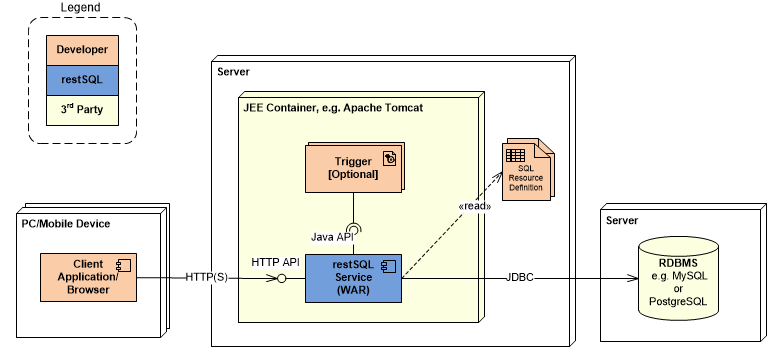 Legend
Developer
restSQL
3rd Party
Server
JEE Container, e.g. Apache Tomcat
Trigger
[Optional]
SQL
Resource
Definition
«read»
PC/Mobile Device
Server
Java API
Client
Application/
Browser
HTTP(S)
HTTP API
restSQL
Service
(WAR)
JDBC
RDBMS
e.g. MySQL
or
PostgreSQL